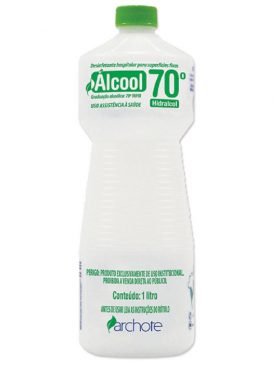 Desinfetante hospitalar para superfícies fixas
Álcool 70º
Hidralcool
USO ASSISTÊNCIA À SAÚDE
PERIGO: PRODUTO EXCLUSIVAMENTE DE USO INSTITUCIONAL.
PROIBIDA A VENDA DIRETA AO PÚBLICO.
Conteúdo: 1 litro
ANTES DE USAR LEIA AS INSTRUÇÕES DO RÓTULO
archote